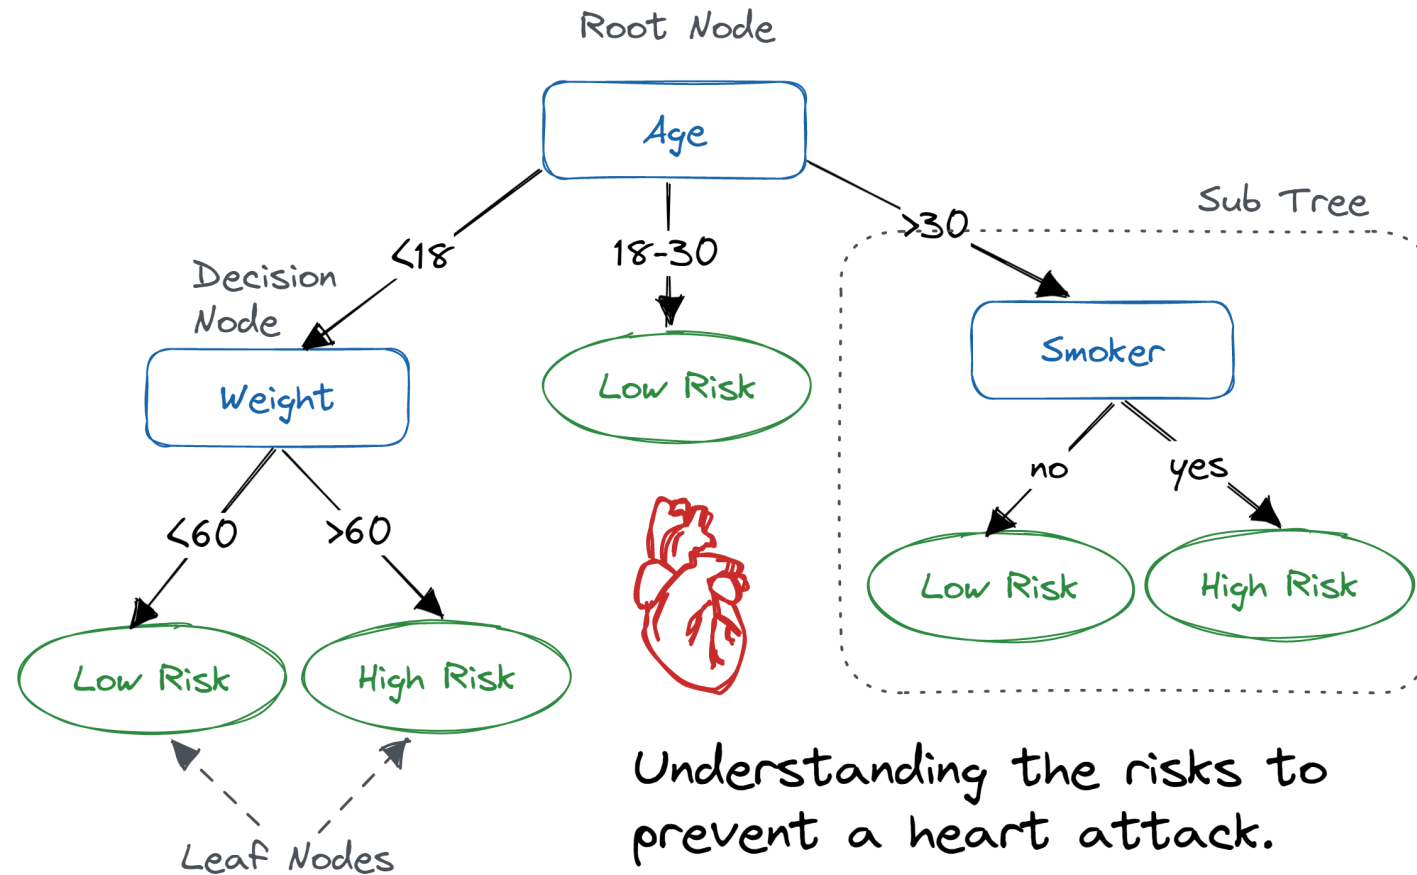 Root Node
Age
<18
18-30
>30
Sub Tree
Decision
Node
Weight
Low Risk
Smoker
<60
>60
no
yes
Low Risk
High Risk
Low Risk
High Risk
Leaf Nodes
Understanding the risks to
prevent a heart attack.